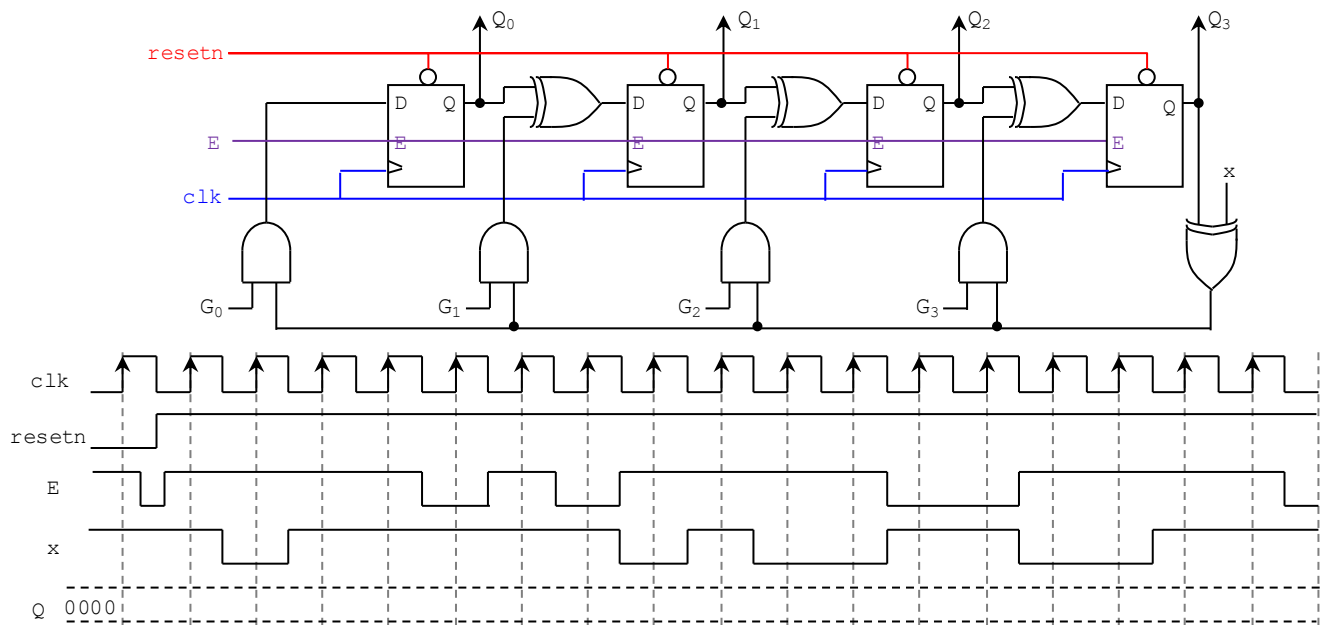 Q0 Q1 Q2 Q3
resetn
D Q D Q D Q D Q
E E E E E
x
clk
G0 G1 G2 G3
clk
resetn
E
x
Q 0000